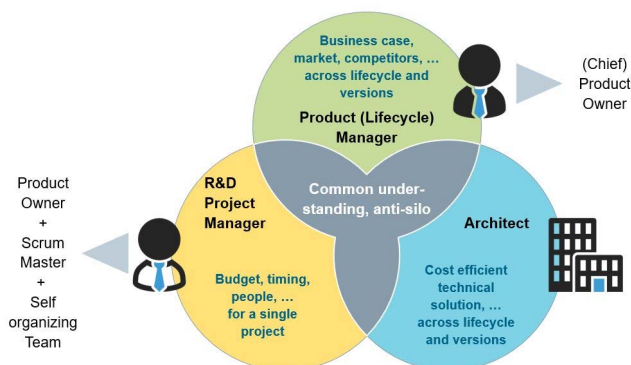 Business case,
market, competitors, ...
across lifecycle and
versions
Product (Lifecycle)
Manager
(Chief)
Product
Owner
R&D
Project
Manager
Common under-
standing, anti-silo
Architect
Product
Owner
+
Scrum
Master
+
Self
organizing
Team
Budget, timing,
people, ...
for a single
project
Cost efficient
technical
solution, ...
across lifecycle
and versions